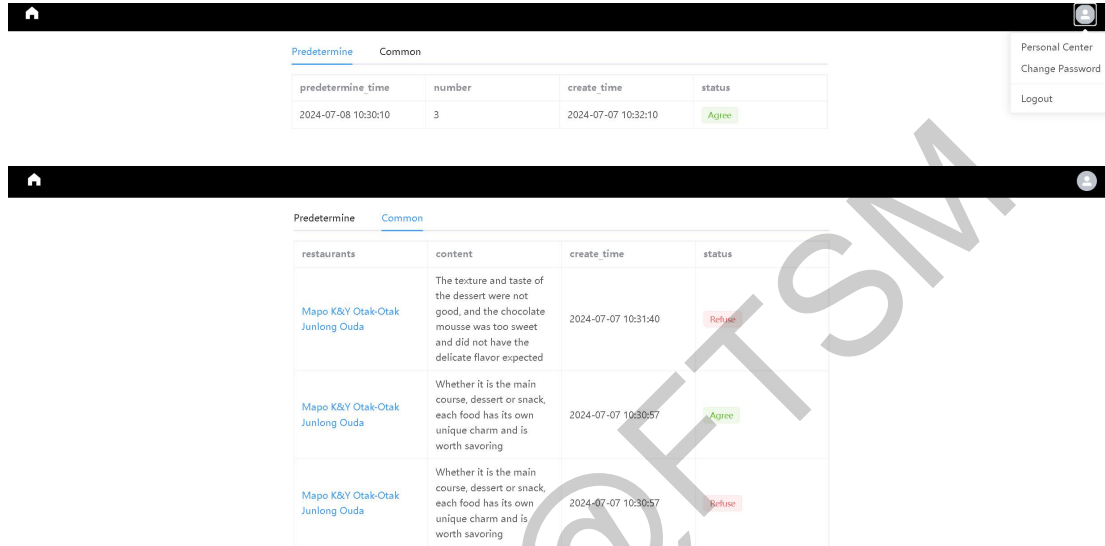 Personal Center
Change Password
Logout
Predetermine Common
predetermine_time number create_time status
2024-07-08 10:30:10 3 2024-07-07 10:32:10 Agree
Predetermine Common
restaurants content create_time status
Mapo K&Y Otak-Otak
Junlong Ouda
The texture and taste of
the dessert were not
good, and the chocolate
mousse was too sweet
and did not have the
delicate flavor expected
2024-07-07 10:31:40
Refuse
Mapo K&Y Otak-Otak
Junlong Ouda
Whether it is the main
course, dessert or snack,
each food has its own
unique charm and is
worth savoring
2024-07-07 10:30:57
Agree
Mapo K&Y Otak-Otak
Junlong Ouda
Whether it is the main
course, dessert or snack,
each food has its own
unique charm and is
worth savoring
2024-07-07 10:30:57
Refuse
@FTSM